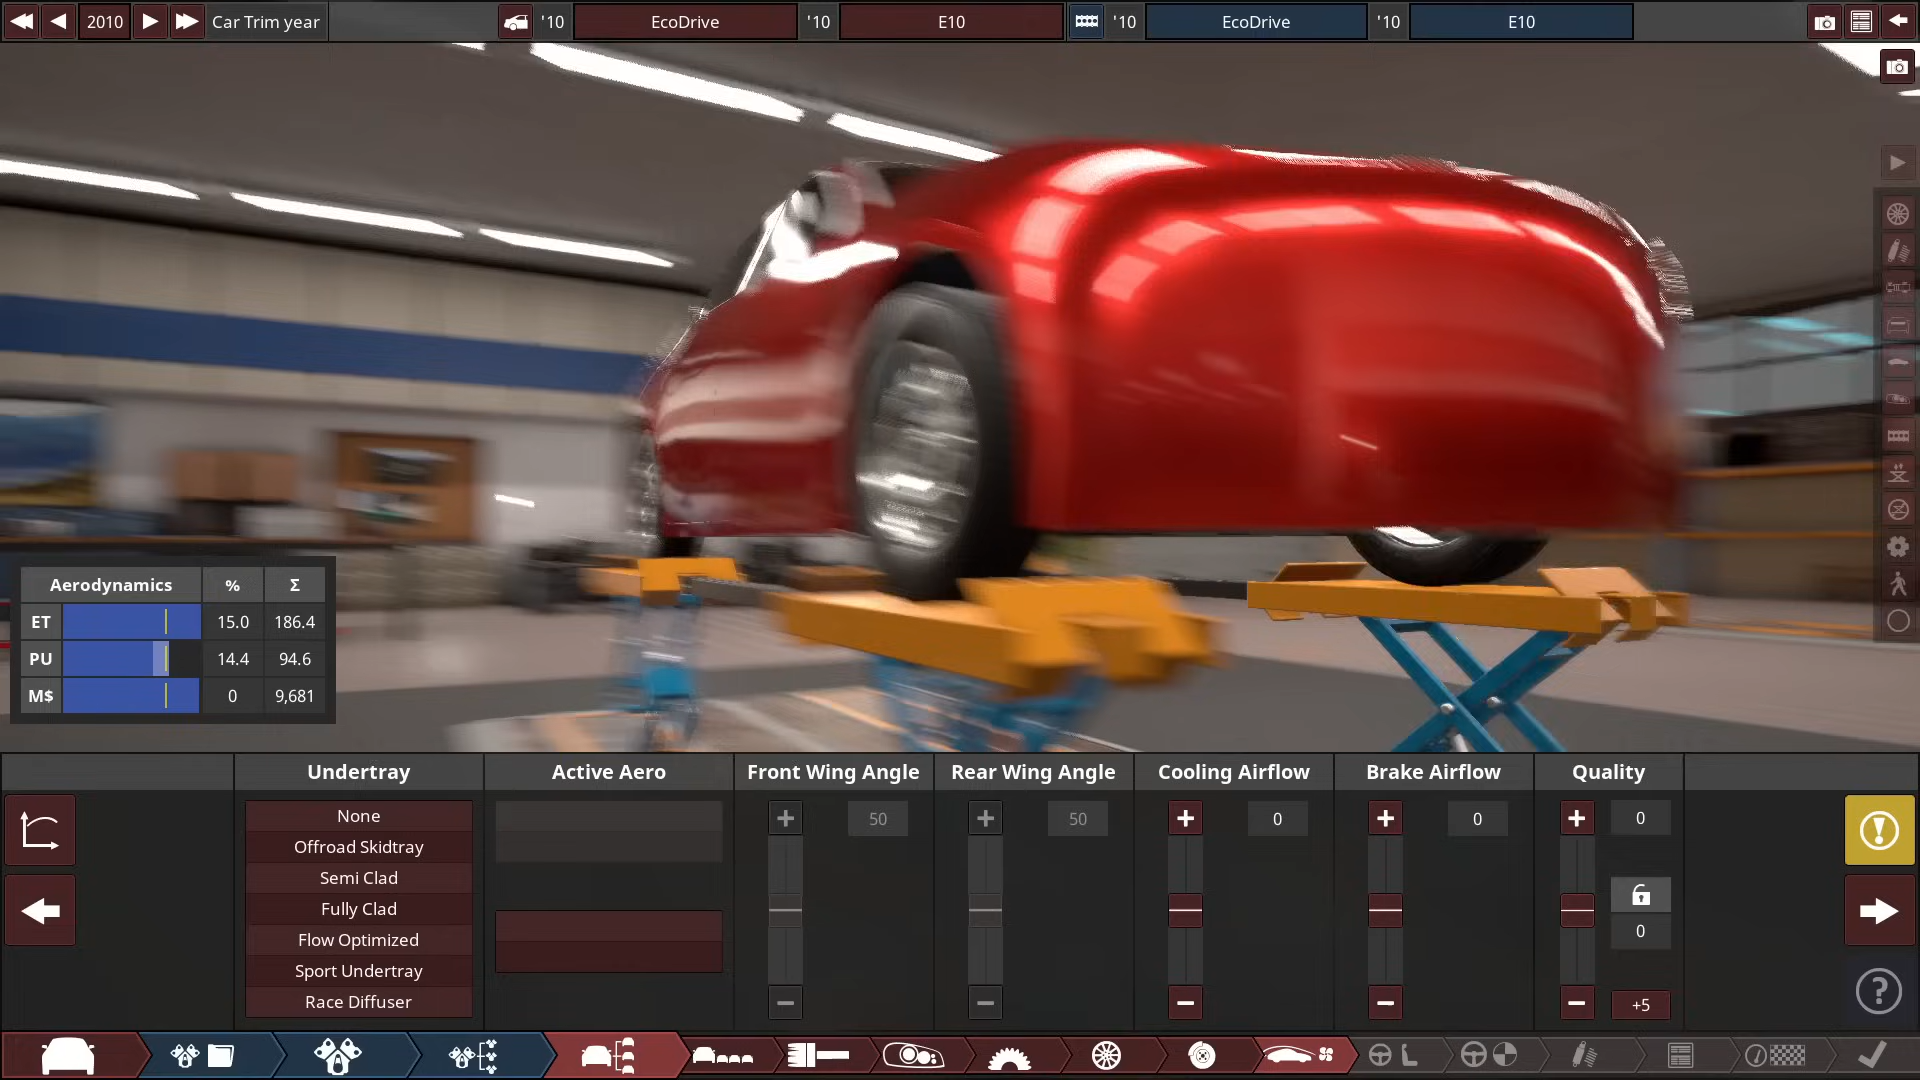 2010 Car Trim year '10 EcoDrive '10 E10 '10 EcoDrive '10 E10
Aerodynamics % Σ
ET 15.0 186.4
PU 14.4 94.6
M$ 0 9,681
Undertray Active Aero Front Wing Angle Rear Wing Angle Cooling Airflow Brake Airflow Quality
None 50 50 0 0 0
Offroad Skidtray
Semi Clad
Fully Clad
Flow Optimized 0
Sport Undertray
Race Diffuser +5